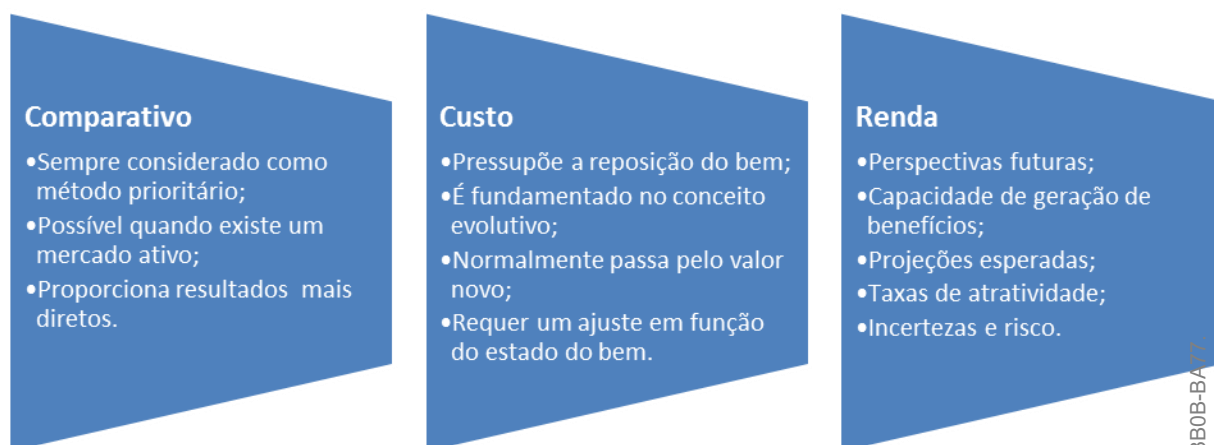 Comparativo
•Sempre considerado como
método prioritário;
•Possível quando existe um
mercado ativo;
•Proporciona resultados mais
diretos.
Custo
•Pressupõe a reposição do bem;
•É fundamentado no conceito
evolutivo;
•Normalmente passa pelo valor
novo;
•Requer um ajuste em função
do estado do bem.
Renda
•Perspectivas futuras;
•Capacidade de geração de
benefícios;
•Projeções esperadas;
•Taxas de atratividade;
•Incertezas e risco.